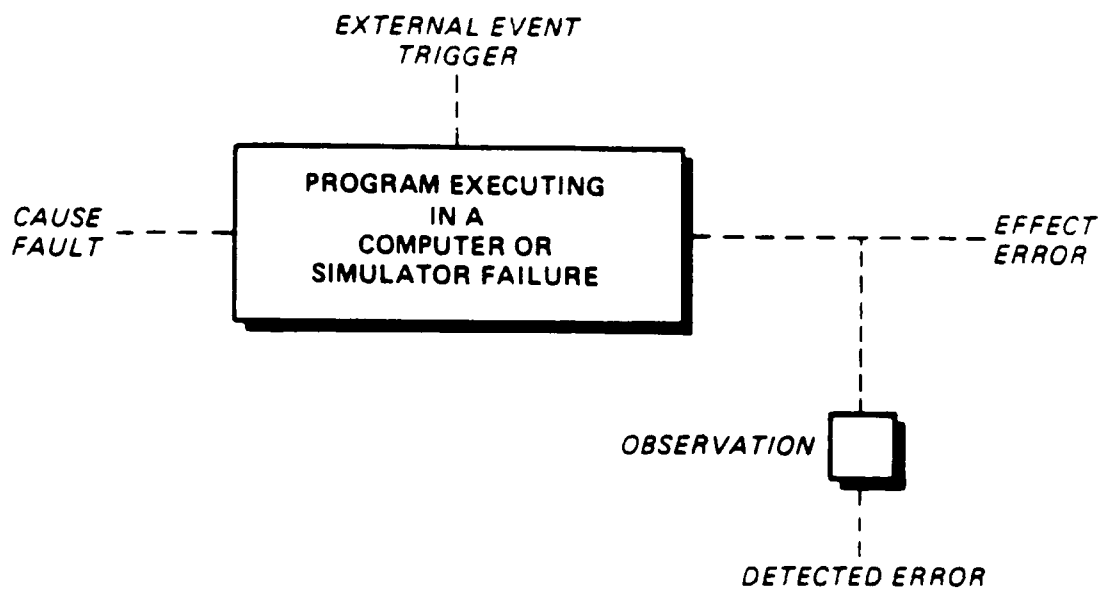 EXTERNAL EVENT
TRIGGER
PROGRAM EXECUTING
IN A
COMPUTER OR
SIMULATOR FAILURE
CAUSE
FAULT
EFFECT
ERROR
OBSERVATION
DETECTED ERROR